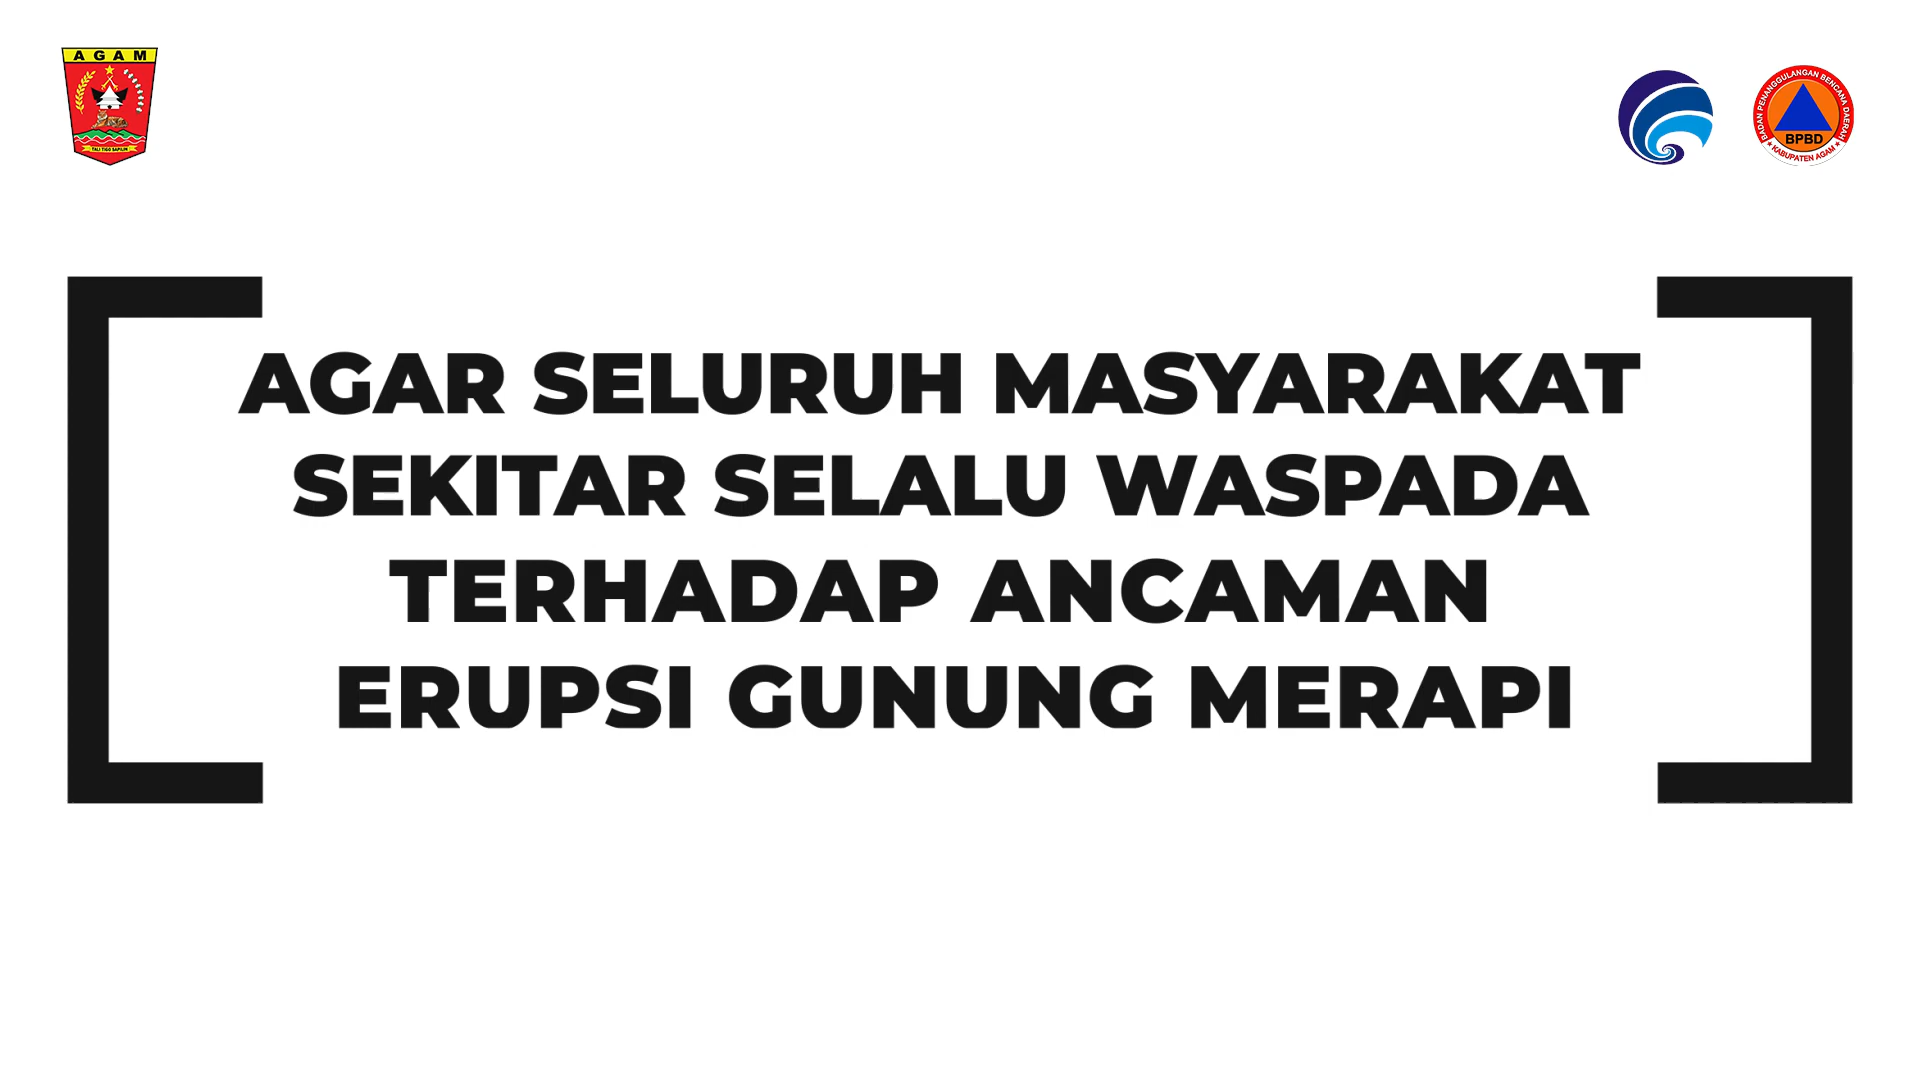 AGAM
TALI TIGO SAPILIN
BADAN PENANGGULANGAN BENCANA DAERAH
BPBD
KABUPATEN AGAM
AGAR SELURUH MASYARAKAT
SEKITAR SELALU WASPADA
TERHADAP ANCAMAN
ERUPSI GUNUNG MERAPI